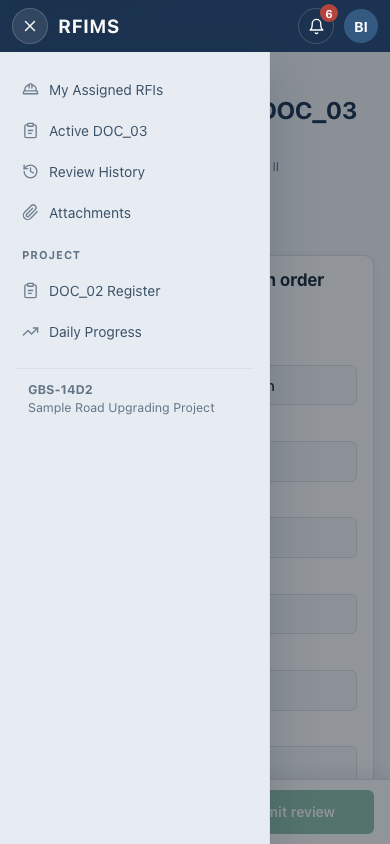 RFIMS
6
BI
My Assigned RFIs
Active DOC_03
Review History
Attachments
PROJECT
DOC_02 Register
Daily Progress
GBS-14D2
Sample Road Upgrading Project
DOC_03
order
review